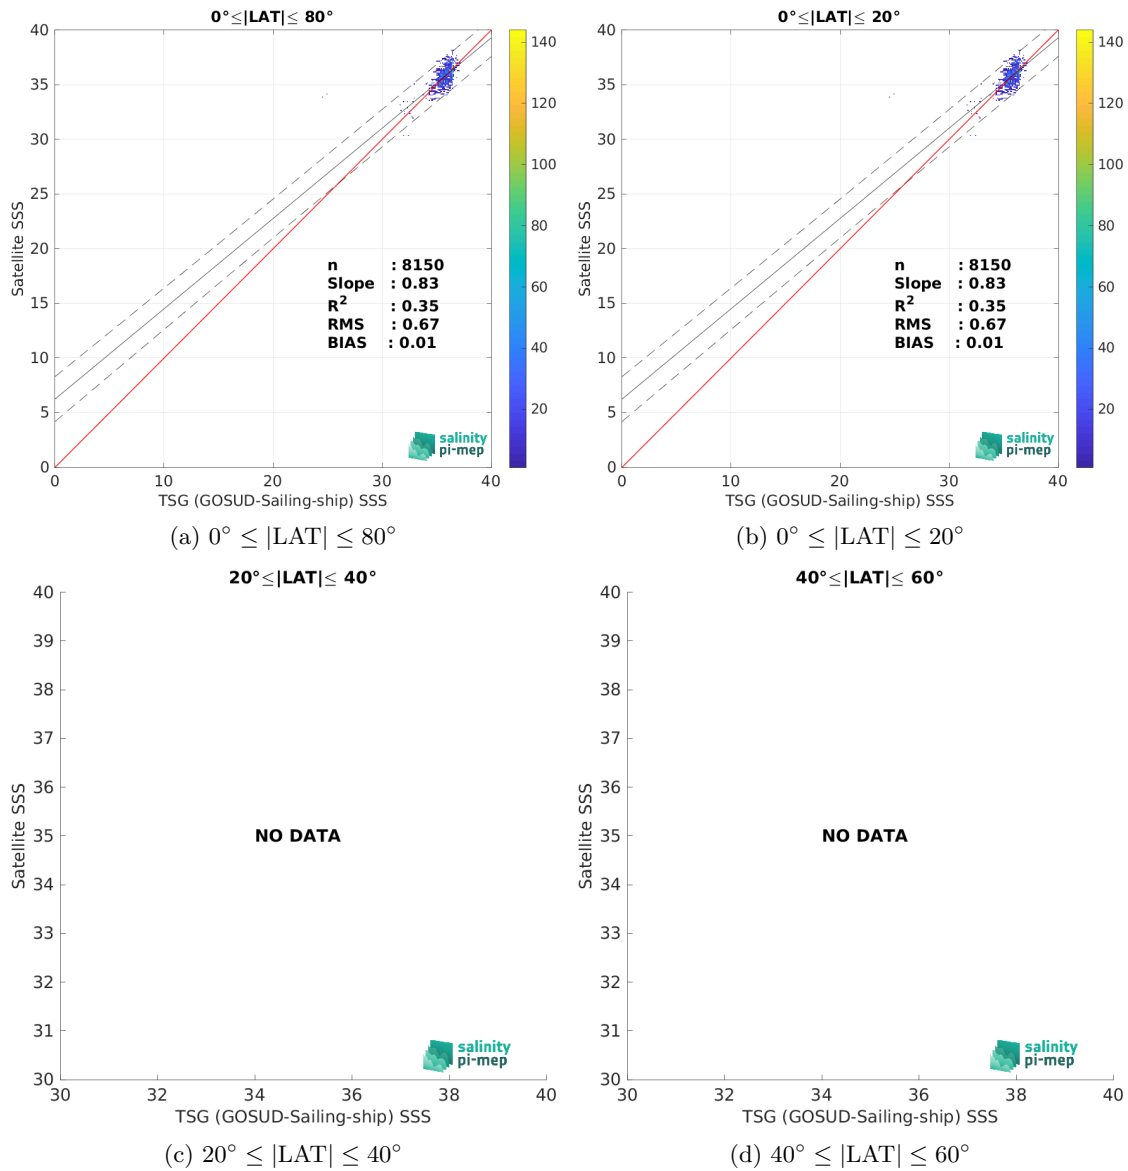 0°≤|LAT|≤ 80°
40
35
30
25
20
15
10
5
0
Satellite SSS
n : 8150
Slope : 0.83
R2 : 0.35
RMS : 0.67
BIAS : 0.01
salinity
pi-mep
0 10 20 30 40
TSG (GOSUD-Sailing-ship) SSS
140
120
100
80
60
40
20
(a) 0° ≤ |LAT| ≤ 80°
0°≤|LAT|≤ 20°
40
35
30
25
20
15
10
5
0
Satellite SSS
n : 8150
Slope : 0.83
R2 : 0.35
RMS : 0.67
BIAS : 0.01
salinity
pi-mep
0 10 20 30 40
TSG (GOSUD-Sailing-ship) SSS
140
120
100
80
60
40
20
(b) 0° ≤ |LAT| ≤ 20°
20°≤|LAT|≤ 40°
40
39
38
37
36
35
34
33
32
31
30
Satellite SSS
NO DATA
salinity
pi-mep
30 32 34 36 38 40
TSG (GOSUD-Sailing-ship) SSS
(c) 20° ≤ |LAT| ≤ 40°
40°≤|LAT|≤ 60°
40
39
38
37
36
35
34
33
32
31
30
Satellite SSS
NO DATA
salinity
pi-mep
30 32 34 36 38 40
TSG (GOSUD-Sailing-ship) SSS
(d) 40° ≤ |LAT| ≤ 60°